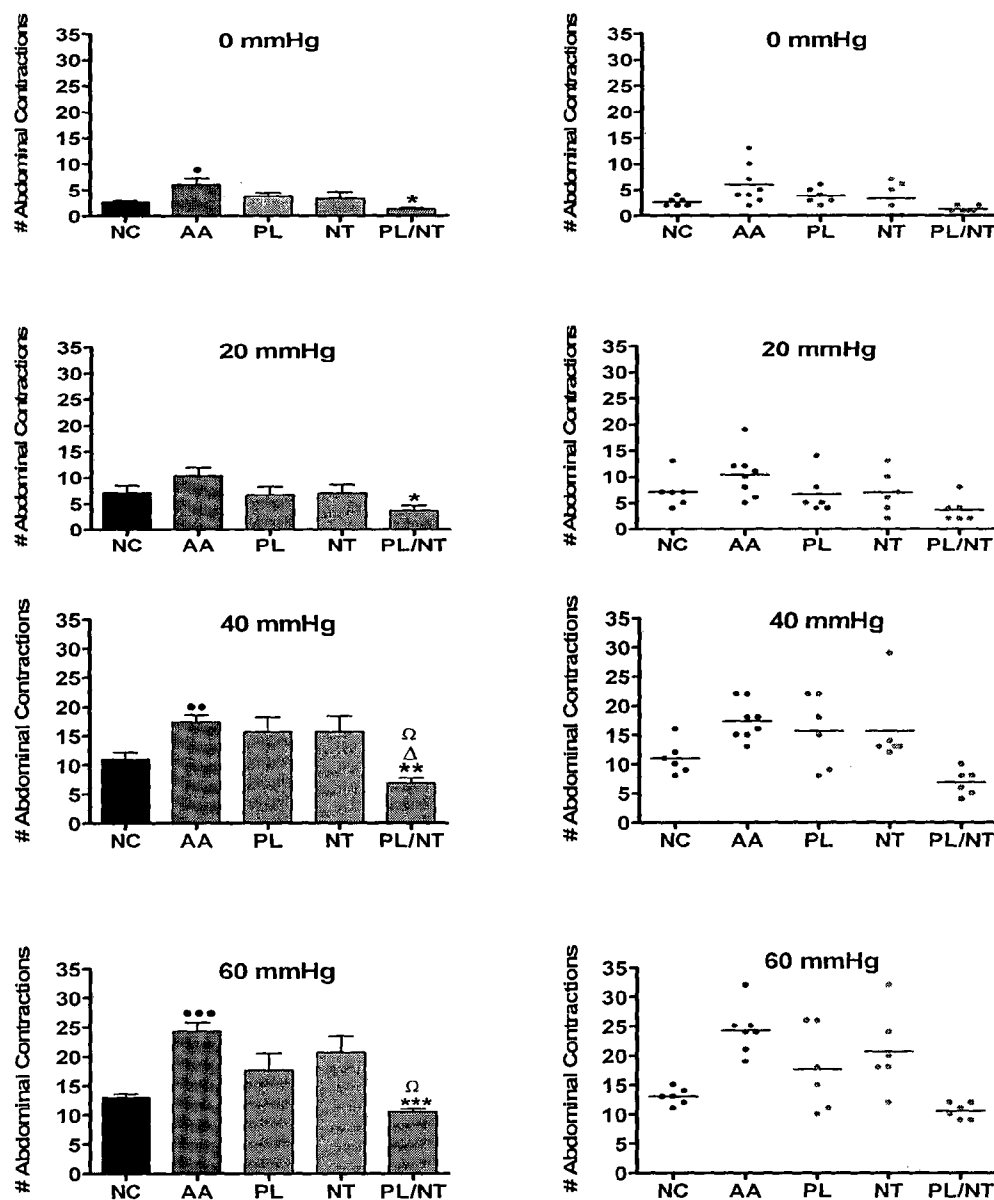 # Abdominal Contractions
0 mmHg
35
30
25
20
15
10
5
0
•
*
NC AA PL NT PL/NT
# Abdominal Contractions
0 mmHg
35
30
25
20
15
10
5
0
NC AA PL NT PL/NT
# Abdominal Contractions
20 mmHg
35
30
25
20
15
10
5
0
*
NC AA PL NT PL/NT
# Abdominal Contractions
20 mmHg
35
30
25
20
15
10
5
0
NC AA PL NT PL/NT
# Abdominal Contractions
40 mmHg
35
30
25
20
15
10
5
0
••
Ω
Δ
**
NC AA PL NT PL/NT
# Abdominal Contractions
40 mmHg
35
30
25
20
15
10
5
0
NC AA PL NT PL/NT
# Abdominal Contractions
60 mmHg
35
30
25
20
15
10
5
0
•••
Ω
***
NC AA PL NT PL/NT
# Abdominal Contractions
60 mmHg
35
30
25
20
15
10
5
0
NC AA PL NT PL/NT